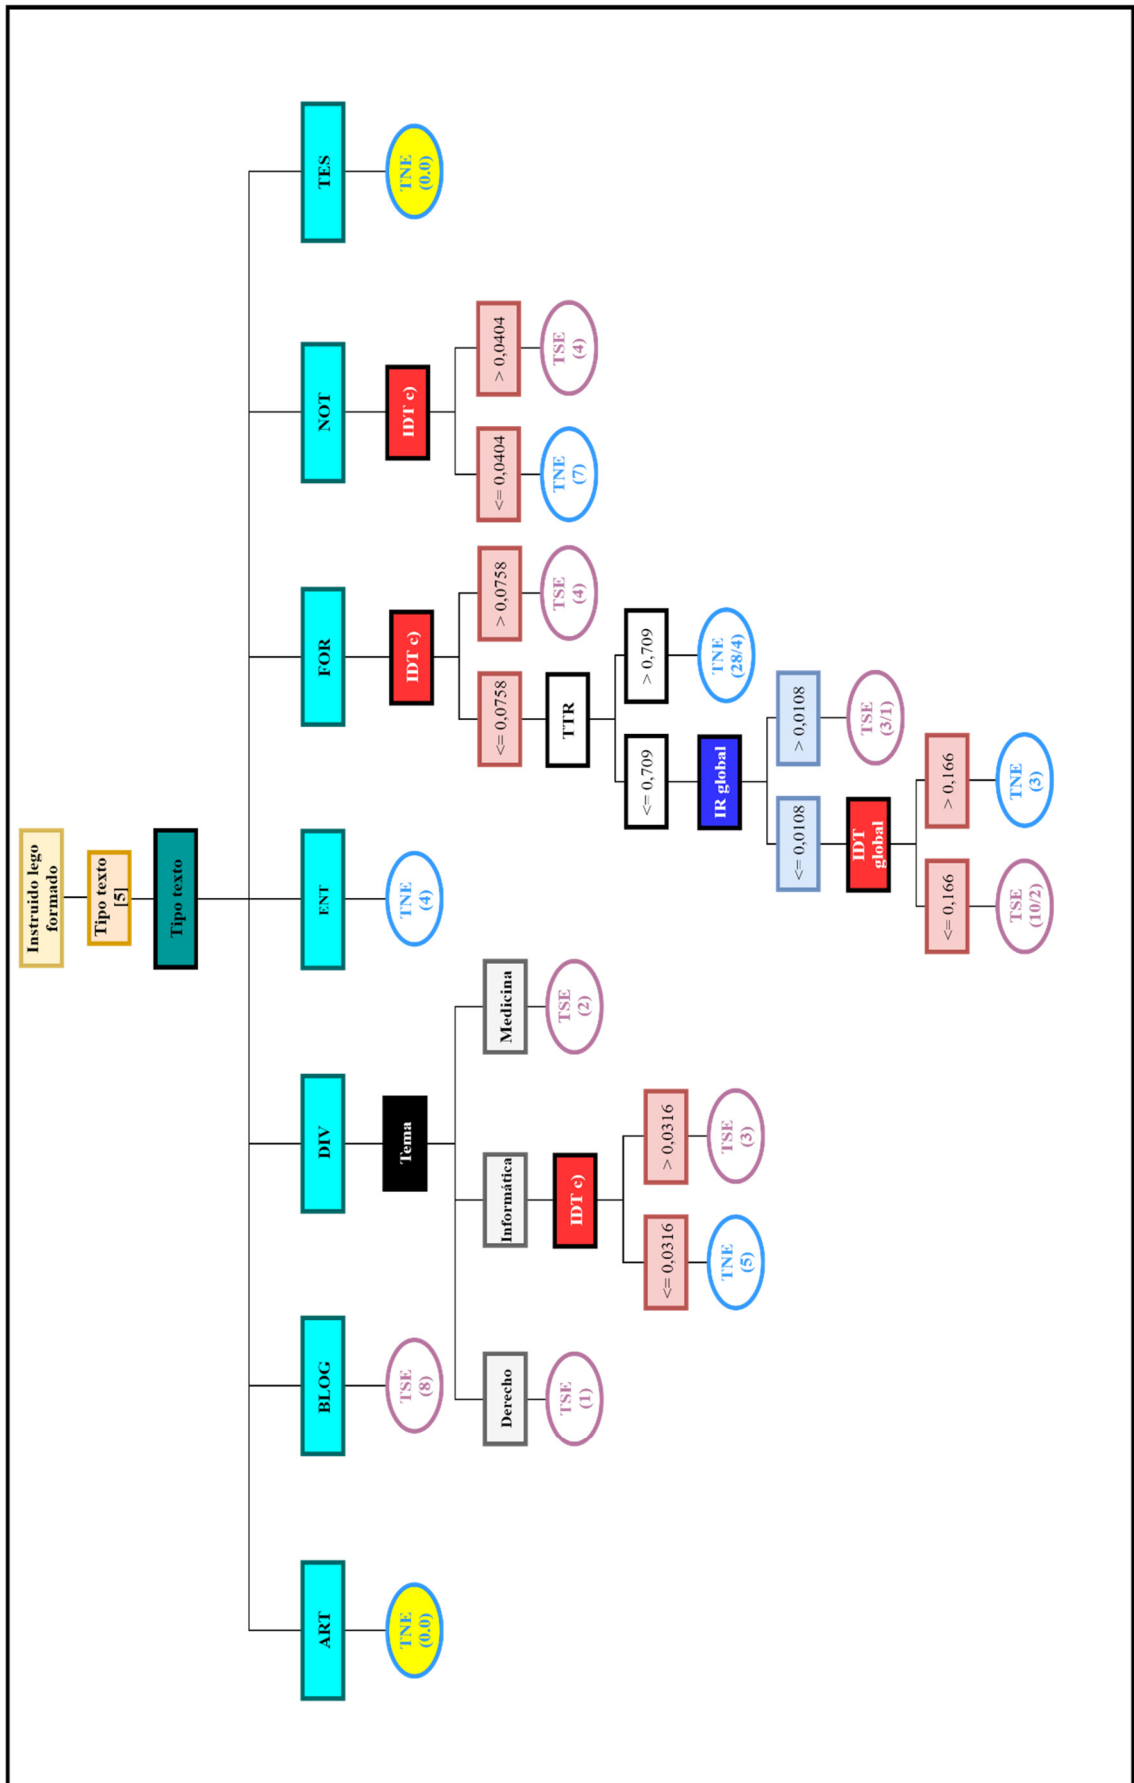 Instruido lego
formado
Tipo texto
[5]
Tipo texto
ART
BLOG
DIV
ENT
FOR
NOT
TES
TNE
(0.0)
TSE
(8)
Tema
TNE
(4)
IDT c)
IDT c)
TNE
(0.0)
Derecho
Informática
Medicina
<= 0,0758
> 0,0758
<= 0,0404
> 0,0404
TSE
(1)
IDT c)
TSE
(2)
TTR
TSE
(4)
TNE
(7)
TSE
(4)
<= 0,0316
> 0,0316
<= 0,709
> 0,709
TNE
(5)
TSE
(3)
IR global
TNE
(28/4)
<= 0,0108
> 0,0108
IDT
global
TSE
(3/1)
<= 0,166
> 0,166
TSE
(10/2)
TNE
(3)